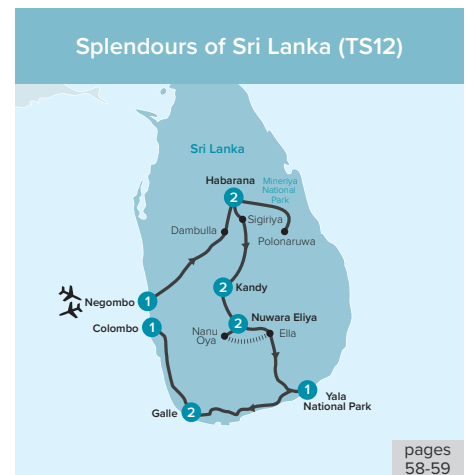 Splendours of Sri Lanka (TS12)
Sri Lanka
Habarana
2
Mineriya
National
Park
Sigiriya
Dambulla
Polonaruwa
2
Kandy
Negombo
1
Colombo
1
Nuwara Eliya
2
Nanu
Oya
Ella
1
Yala
National Park
Galle
2
pages
58-59